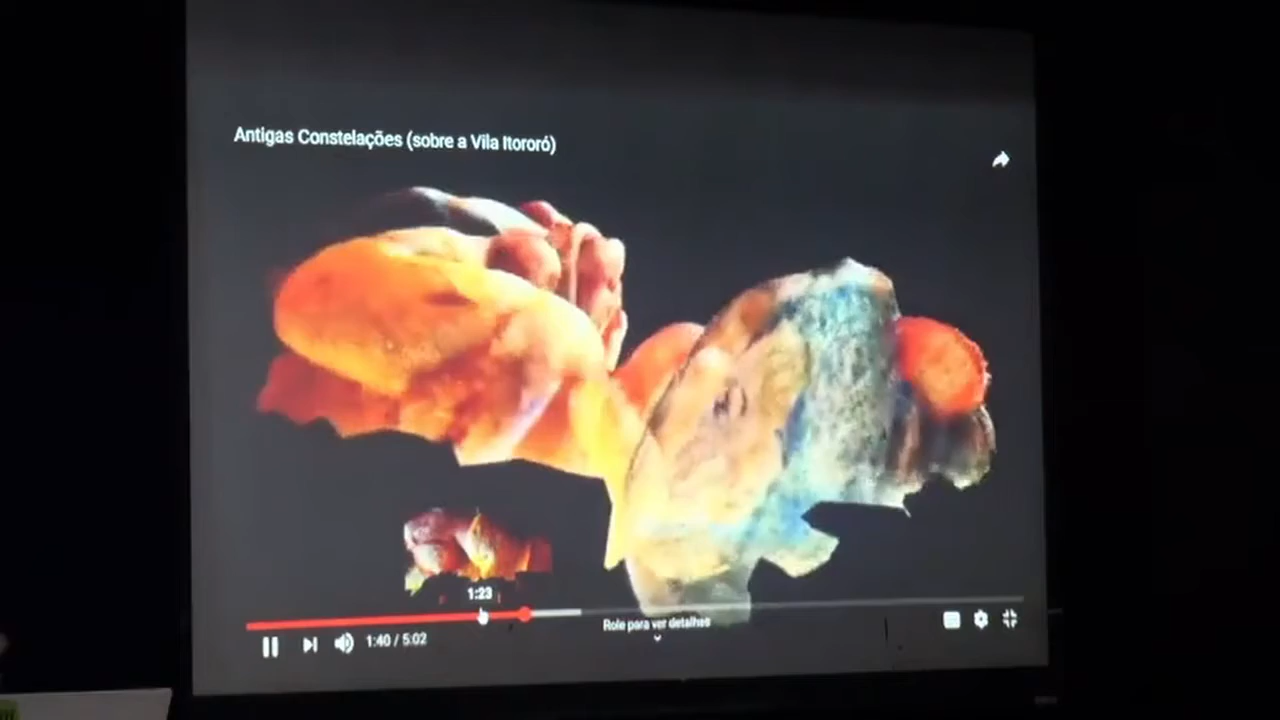 Antigas Constelações (sobre a Vila Itororó)
1:23
1:40 / 5:02
Role para ver detalhes